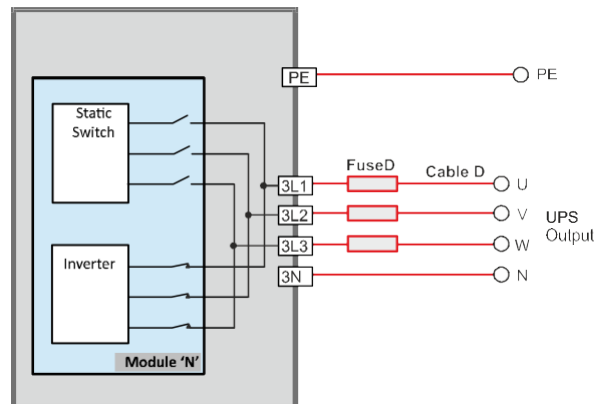 PE
PE
Static
Switch
FuseD
Cable D
3L1
U
3L2
V
UPS
Output
3L3
W
Inverter
3N
N
Module ‘N’